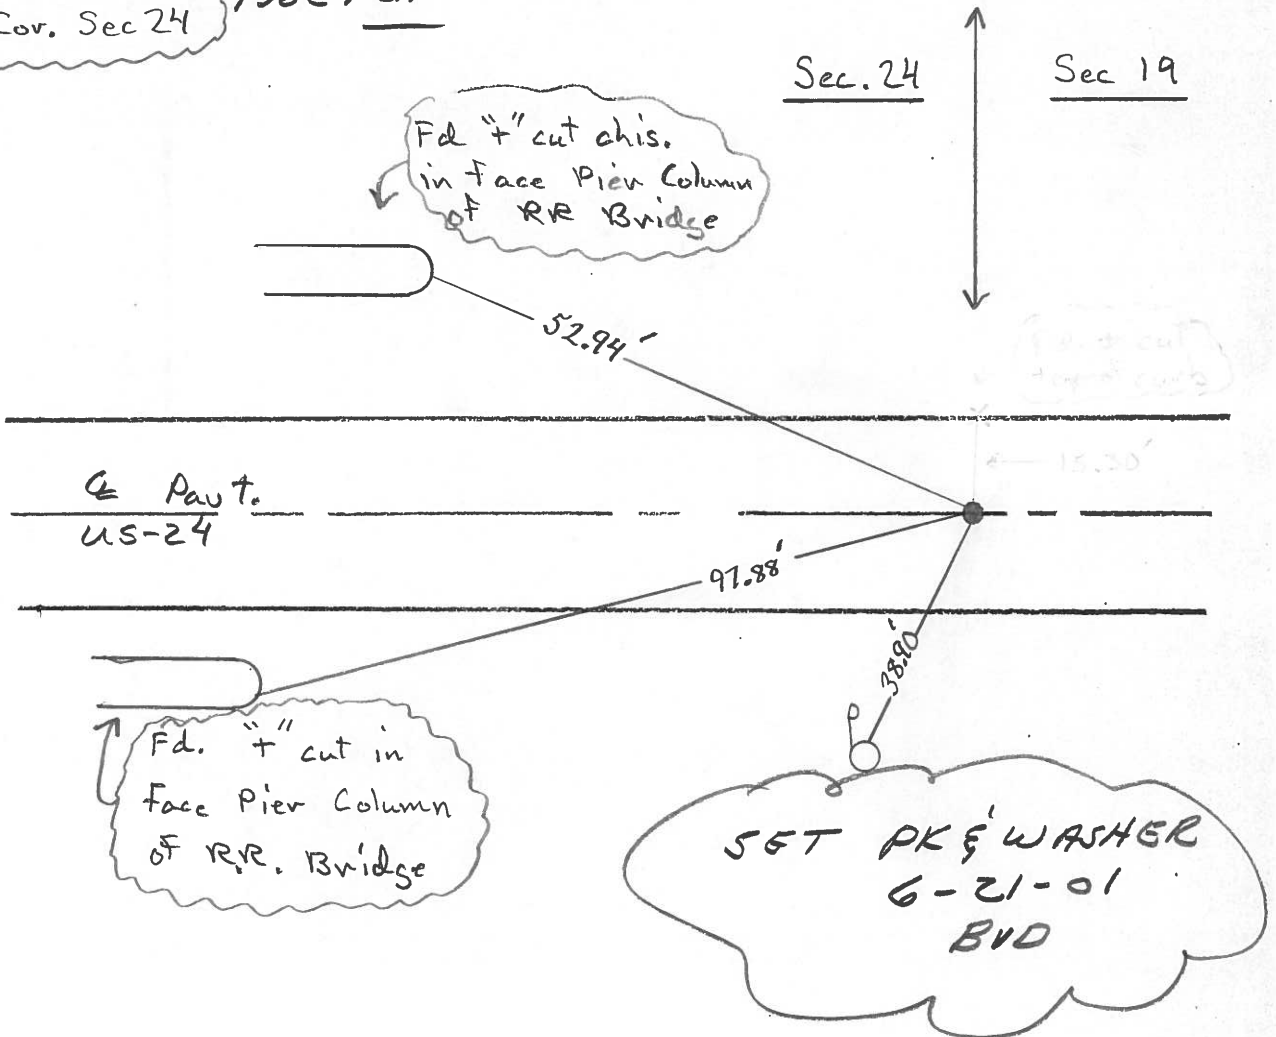 Cor. Sec 24
Sec. 24
Sec 19
Fd "+" cut chis.
in Face Pier Column
of RR Bridge
52.94'
℄ Pavt.
US-24
97.88'
38.90'
Fd. "+" cut in
Face Pier Column
of R.R. Bridge
SET PK & WASHER
6-21-01
BVD